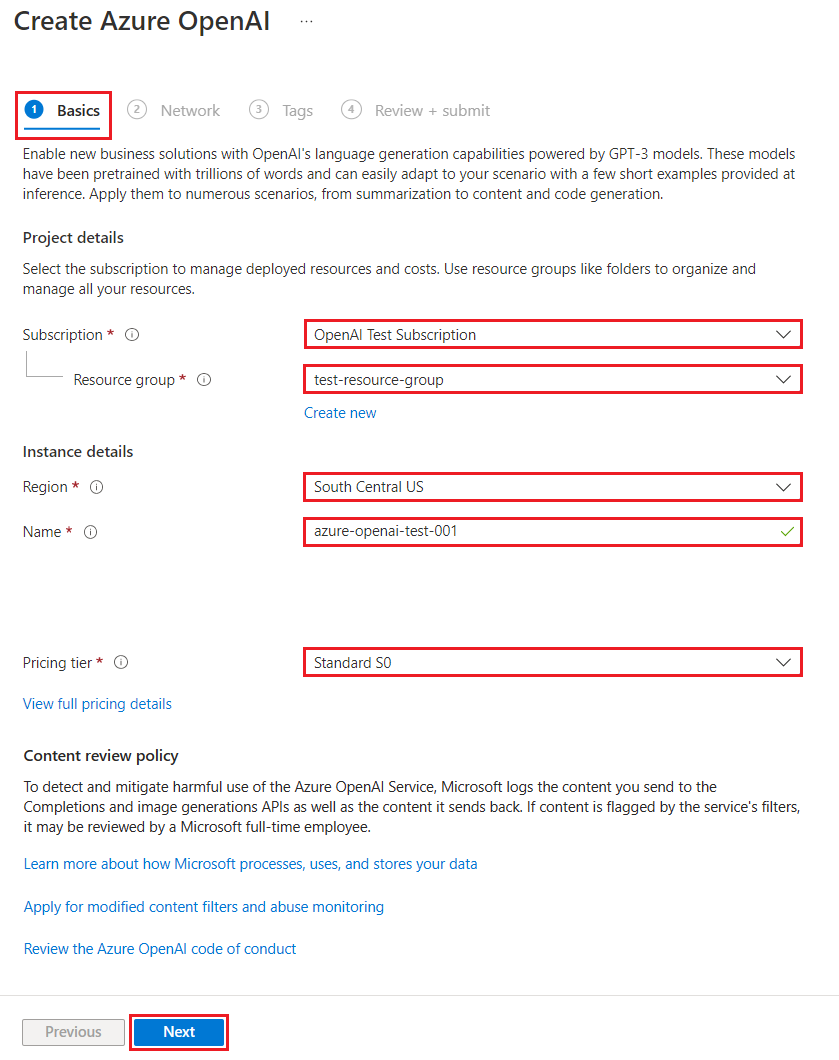 Create Azure OpenAI ...
1 Basics 2 Network 3 Tags 4 Review + submit
Enable new business solutions with OpenAI's language generation capabilities powered by GPT-3 models. These models
have been pretrained with trillions of words and can easily adapt to your scenario with a few short examples provided at
inference. Apply them to numerous scenarios, from summarization to content and code generation.
Project details
Select the subscription to manage deployed resources and costs. Use resource groups like folders to organize and
manage all your resources.
Subscription * OpenAI Test Subscription
Resource group * test-resource-group
Create new
Instance details
Region * South Central US
Name * azure-openai-test-001
Pricing tier * Standard S0
View full pricing details
Content review policy
To detect and mitigate harmful use of the Azure OpenAI Service, Microsoft logs the content you send to the
Completions and image generations APIs as well as the content it sends back. If content is flagged by the service's filters,
it may be reviewed by a Microsoft full-time employee.
Learn more about how Microsoft processes, uses, and stores your data
Apply for modified content filters and abuse monitoring
Review the Azure OpenAI code of conduct
Previous Next